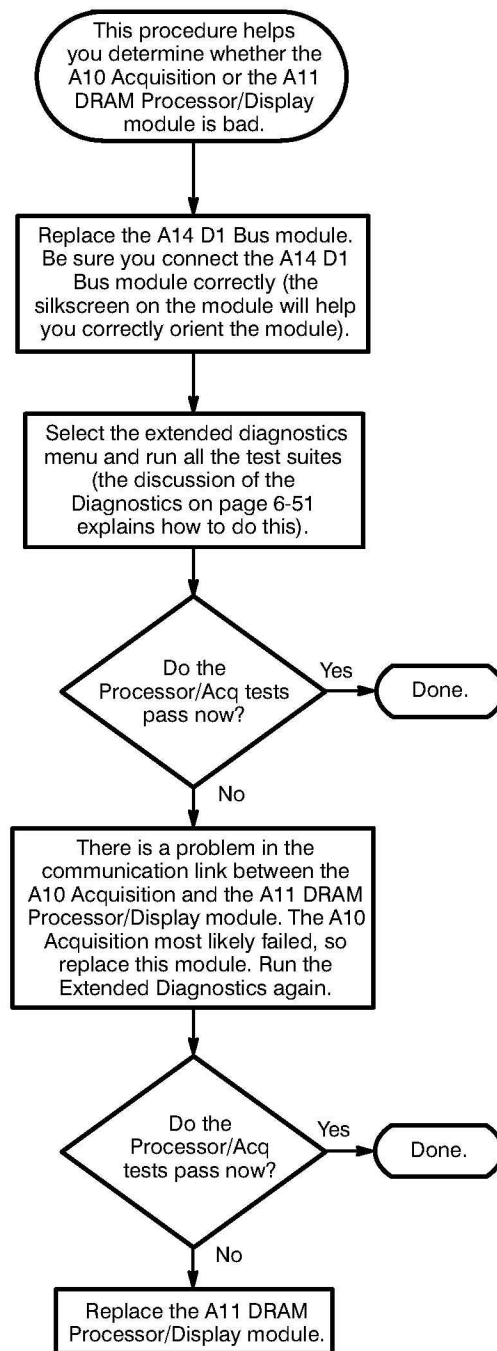 This procedure helps
you determine whether the
A10 Acquisition or the A11
DRAM Processor/Display
module is bad.
Replace the A14 D1 Bus module.
Be sure you connect the A14 D1
Bus module correctly (the
silkscreen on the module will help
you correctly orient the module).
Select the extended diagnostics
menu and run all the test suites
(the discussion of the
Diagnostics on page 6-51
explains how to do this).
Do the
Processor/Acq tests
pass now?
Yes
Done.
No
There is a problem in the
communication link between the
A10 Acquisition and the A11 DRAM
Processor/Display module. The A10
Acquisition most likely failed, so
replace this module. Run the
Extended Diagnostics again.
Do the
Processor/Acq
tests pass now?
Yes
Done.
No
Replace the A11 DRAM
Processor/Display module.